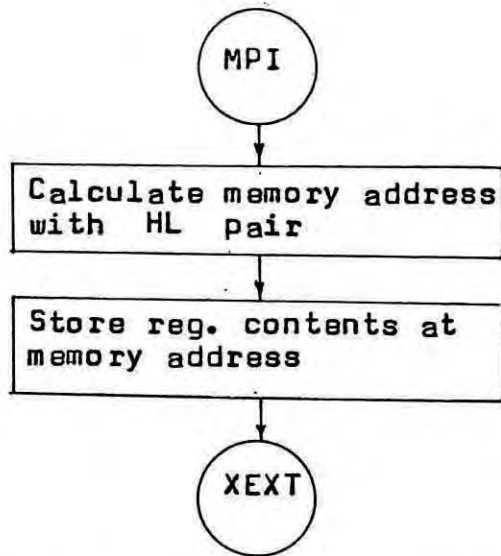 MPI
Calculate memory address
with HL pair
Store reg. contents at
memory address
XEXT